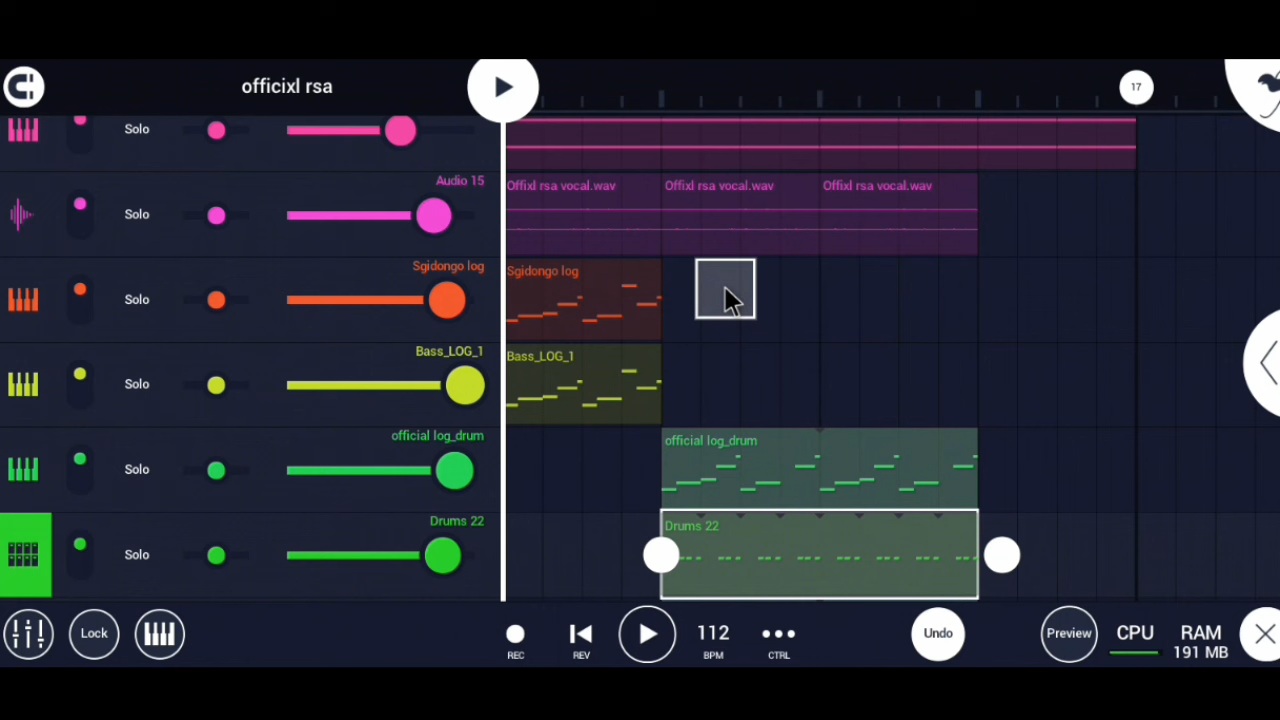 officixl rsa
17
Solo
Audio 15
Offixl rsa vocal.wav
Offixl rsa vocal.wav
Offixl rsa vocal.wav
Solo
Sgidongo log
Sgidongo log
Solo
Bass_LOG_1
Bass_LOG_1
Solo
official log_drum
official log_drum
Solo
Drums 22
Drums 22
Solo
Lock
REC
REV
112
BPM
CTRL
Undo
Preview
CPU
RAM
191 MB